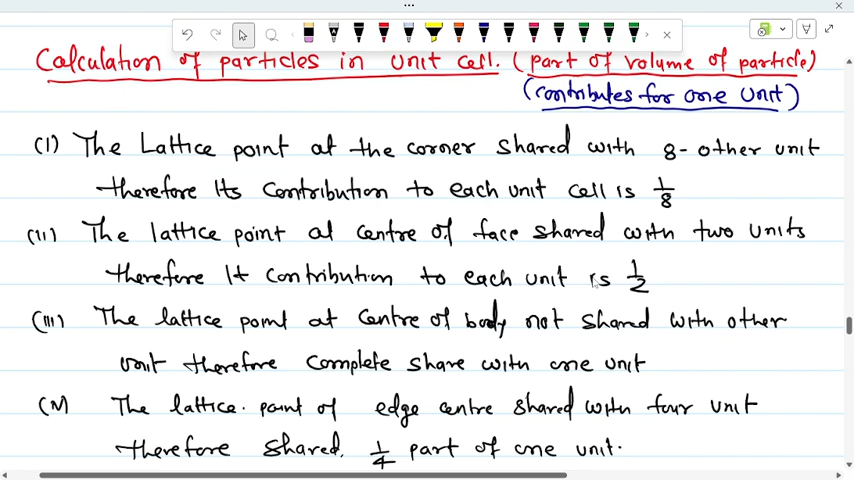 Calculation of particles in unit cell. (part of volume of particle)
(contributes for one unit)
(I) The Lattice point at the corner shared with 8-other unit
therefore Its contribution to each unit cell is 1/8
(II) The lattice point at centre of face shared with two units
therefore It contribution to each unit is 1/2
(III) The lattice point at centre of body not shared with other
unit therefore complete share with one unit
(IV) The lattice. point of edge centre shared with four unit
therefore shared. 1/4 part of one unit.